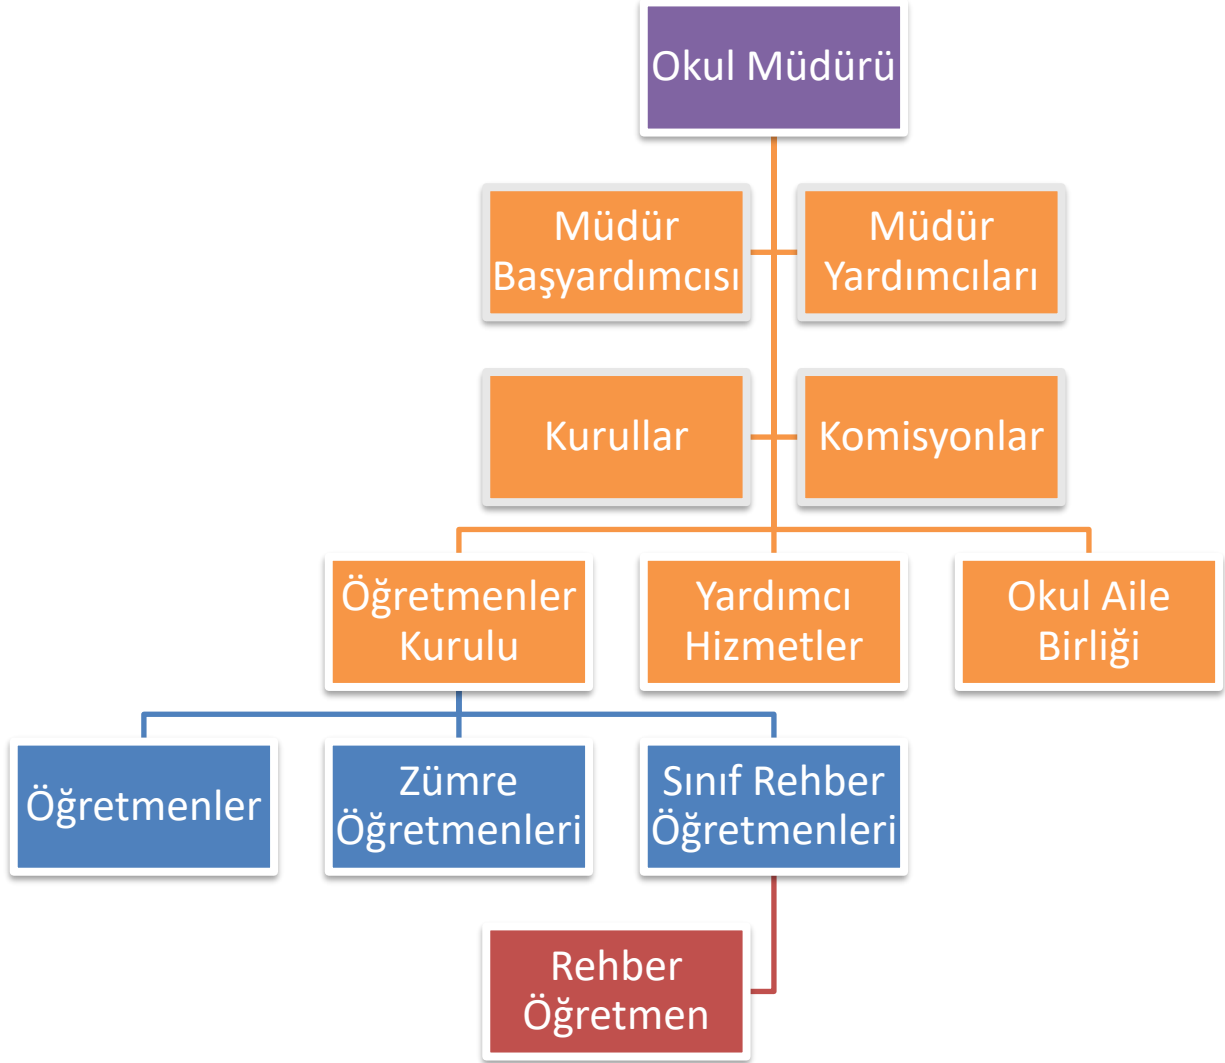 Okul Müdürü
Müdür
Başyardımcısı
Müdür
Yardımcıları
Kurullar
Komisyonlar
Öğretmenler
Kurulu
Yardımcı
Hizmetler
Okul Aile
Birliği
Öğretmenler
Zümre
Öğretmenleri
Sınıf Rehber
Öğretmenleri
Rehber
Öğretmen